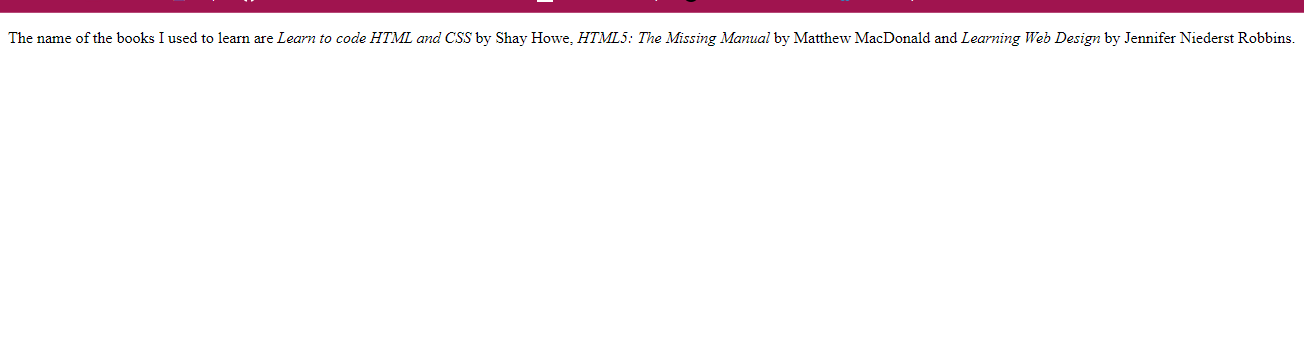 The name of the books I used to learn are Learn to code HTML and CSS by Shay Howe, HTML5: The Missing Manual by Matthew MacDonald and Learning Web Design by Jennifer Niederst Robbins.